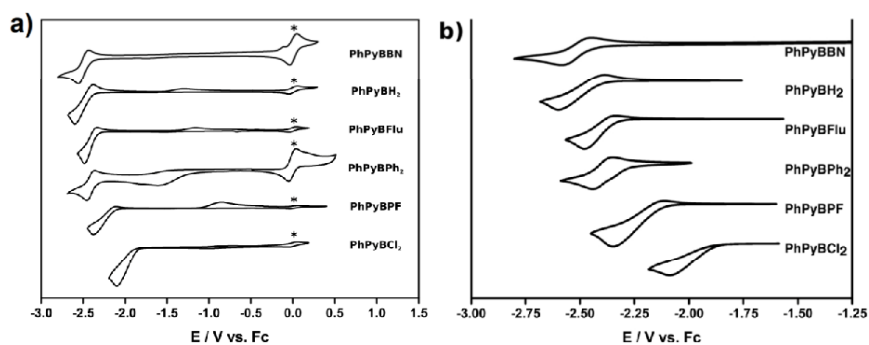 a)
*
PhPyBBN
*
PhPyBH₂
*
PhPyBFlu
*
PhPyBPh₂
*
PhPyBPF
*
PhPyBCl₂
-3.0 -2.5 -2.0 -1.5 -1.0 -0.5 0.0 0.5 1.0 1.5
E / V vs. Fc
b)
PhPyBBN
PhPyBH₂
PhPyBFlu
PhPyBPh₂
PhPyBPF
PhPyBCl₂
-3.00 -2.75 -2.50 -2.25 -2.00 -1.75 -1.50 -1.25
E / V vs. Fc